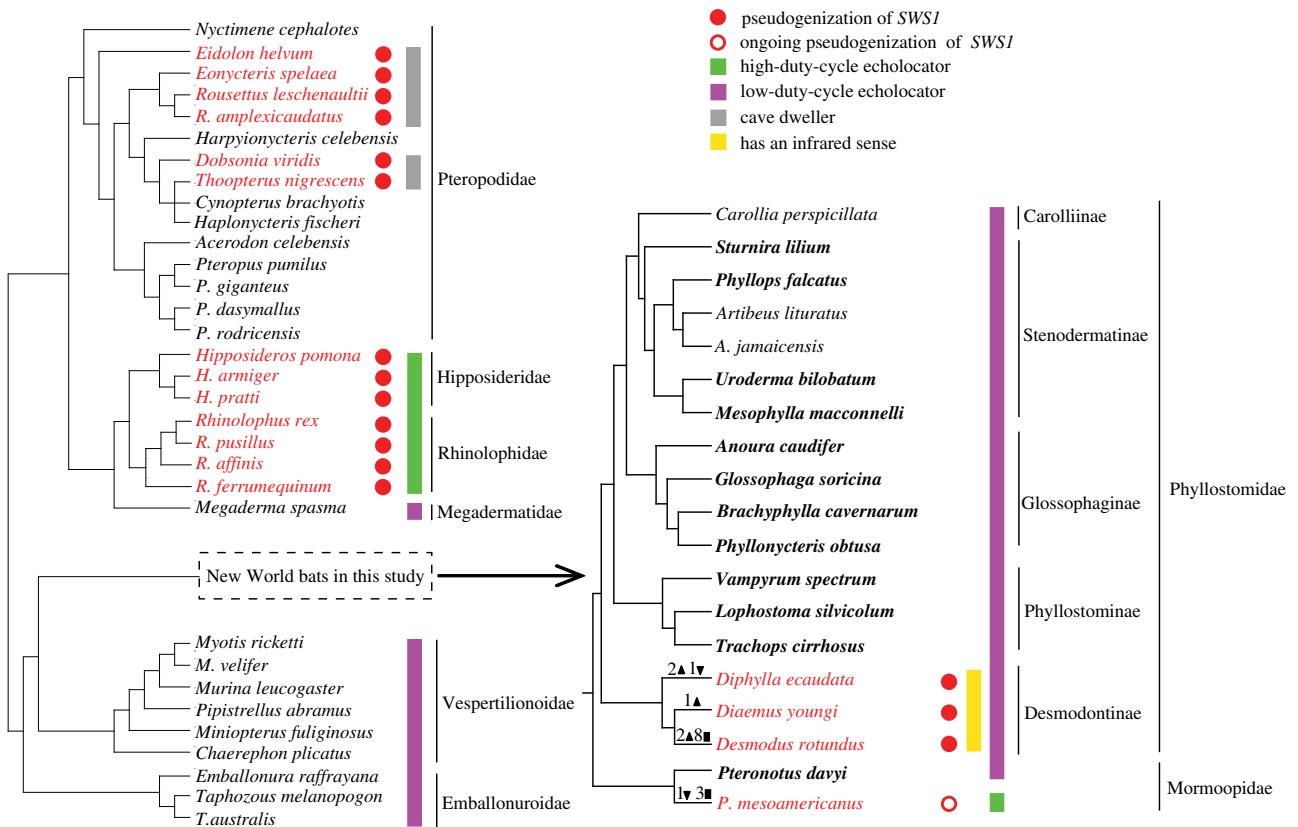 Nyctimene cephalotes
Eidolon helvum
Eonycteris spelaea
Rousettus leschenaultii
R. amplexicaudatus
Harpyionycteris celebensis
Dobsonia viridis
Thoopterus nigrescens
Cynopterus brachyotis
Haplonycteris fischeri
Acerodon celebensis
Pteropus pumilus
P. giganteus
P. dasymallus
P. rodricensis
Pteropodidae
Hipposideros pomona
H. armiger
H. pratti
Hipposideridae
Rhinolophus rex
R. pusillus
R. affinis
R. ferrumequinum
Rhinolophidae
Megaderma spasma
Megadermatidae
New World bats in this study
Myotis ricketti
M. velifer
Murina leucogaster
Pipistrellus abramus
Miniopterus fuliginosus
Chaerephon plicatus
Vespertilionoidae
Emballonura raffrayana
Taphozous melanopogon
T.australis
Emballonuroidae
pseudogenization of SWS1
ongoing pseudogenization of SWS1
high-duty-cycle echolocator
low-duty-cycle echolocator
cave dweller
has an infrared sense
Carollia perspicillata
Carolliinae
Sturnira lilium
Phyllops falcatus
Artibeus lituratus
A. jamaicensis
Uroderma bilobatum
Mesophylla macconnelli
Stenodermatinae
Anoura caudifer
Glossophaga soricina
Brachyphylla cavernarum
Phyllonycteris obtusa
Glossophaginae
Vampyrum spectrum
Lophostoma silvicolum
Trachops cirrhosus
Phyllostominae
2▲ 1▼
Diphylla ecaudata
1▲
Diaemus youngi
2▲8■
Desmodus rotundus
Desmodontinae
Phyllostomidae
Pteronotus davyi
1▼ 3■
P. mesoamericanus
Mormoopidae